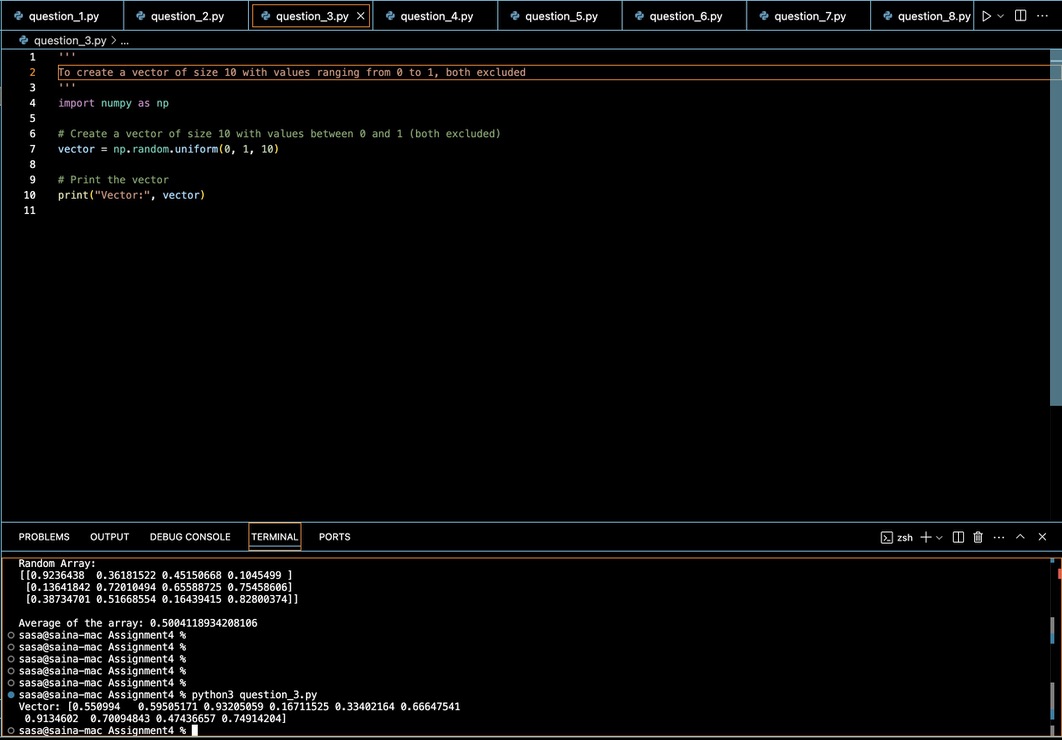 question_1.py question_2.py question_3.py question_4.py question_5.py question_6.py question_7.py question_8.py
question_3.py > ...
1 '''
2 To create a vector of size 10 with values ranging from 0 to 1, both excluded
3 '''
4 import numpy as np
5
6 # Create a vector of size 10 with values between 0 and 1 (both excluded)
7 vector = np.random.uniform(0, 1, 10)
8
9 # Print the vector
10 print("Vector:", vector)
11
PROBLEMS OUTPUT DEBUG CONSOLE TERMINAL PORTS zsh
Random Array:
[[0.9236438  0.36181522 0.45150668 0.1045499 ]
[0.13641842 0.72010494 0.65588725 0.75458606]
[0.38734701 0.51668554 0.16439415 0.82800374]]
Average of the array: 0.5004118934208106
sasa@saina-mac Assignment4 %
sasa@saina-mac Assignment4 %
sasa@saina-mac Assignment4 %
sasa@saina-mac Assignment4 %
sasa@saina-mac Assignment4 %
sasa@saina-mac Assignment4 % python3 question_3.py
Vector: [0.550994   0.59505171 0.93205059 0.16711525 0.33402164 0.66647541
0.9134602  0.70094843 0.47436657 0.74914204]
sasa@saina-mac Assignment4 %